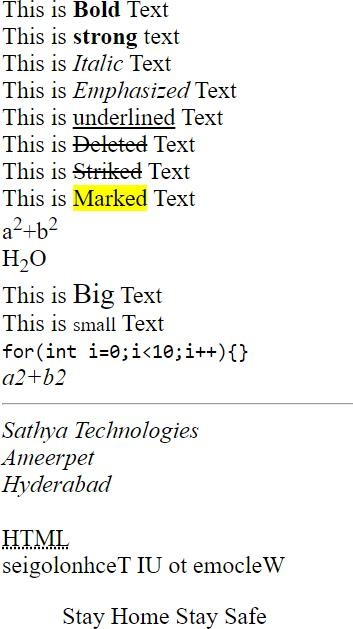 This is Bold Text
This is strong text
This is Italic Text
This is Emphasized Text
This is underlined Text
This is Deleted Text
This is Striked Text
This is Marked Text
a²+b²
H₂O
This is Big Text
This is small Text
for(int i=0;i<10;i++){}
a2+b2
Sathya Technologies
Ameerpet
Hyderabad
HTML
seigolonhceT IU ot emocleW
Stay Home Stay Safe